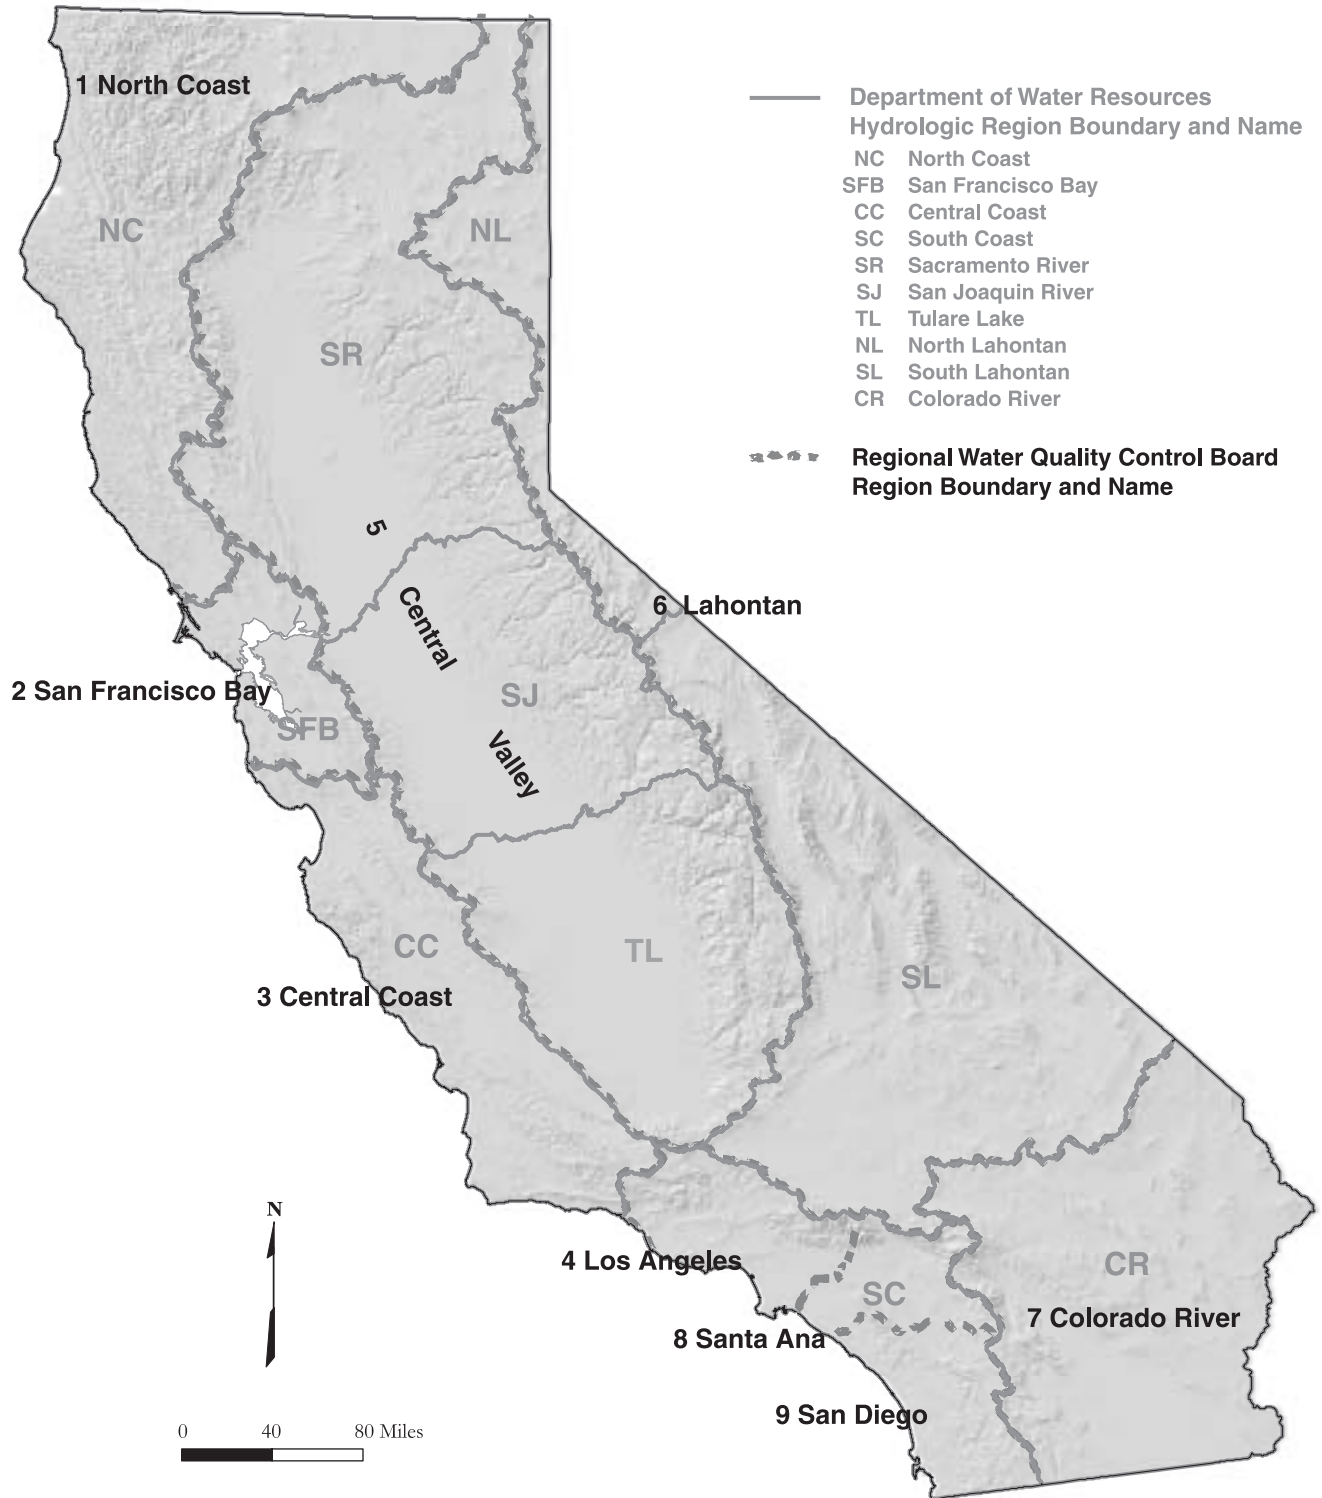 1 North Coast
Department of Water Resources
Hydrologic Region Boundary and Name
NC North Coast
SFB San Francisco Bay
CC Central Coast
SC South Coast
SR Sacramento River
SJ San Joaquin River
TL Tulare Lake
NL North Lahontan
SL South Lahontan
CR Colorado River
Regional Water Quality Control Board
Region Boundary and Name
NC
NL
SR
5
Central
Valley
6 Lahontan
SJ
2 San Francisco Bay
SFB
CC
TL
SL
3 Central Coast
N
4 Los Angeles
CR
SC
7 Colorado River
8 Santa Ana
9 San Diego
0 40 80 Miles